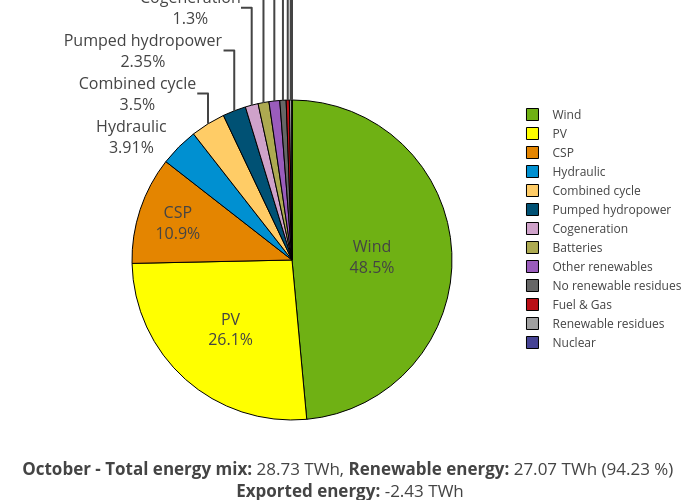 Cogeneration
1.3%
Pumped hydropower
2.35%
Combined cycle
3.5%
Hydraulic
3.91%
CSP
10.9%
Wind
48.5%
PV
26.1%
Wind
PV
CSP
Hydraulic
Combined cycle
Pumped hydropower
Cogeneration
Batteries
Other renewables
No renewable residues
Fuel & Gas
Renewable residues
Nuclear
October - Total energy mix: 28.73 TWh, Renewable energy: 27.07 TWh (94.23 %)
Exported energy: -2.43 TWh